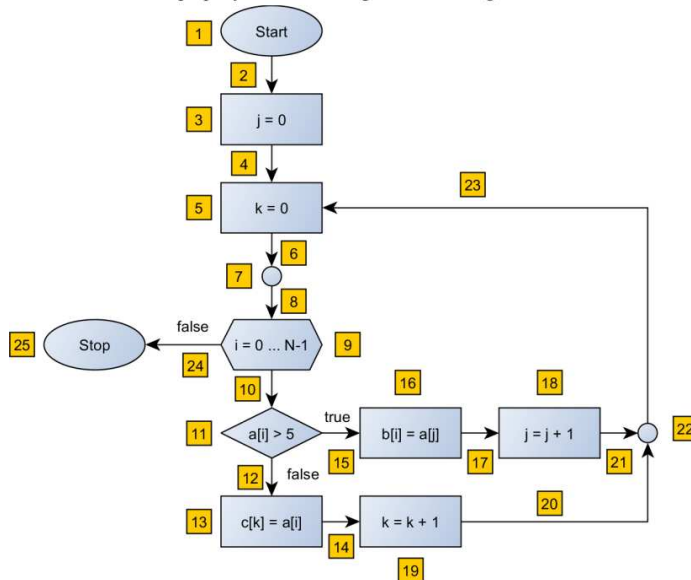 1
Start
2
3
j = 0
4
23
5
k = 0
6
7
8
false
25
Stop
i = 0 ... N-1
9
24
10
16
18
true
11
a[i] > 5
b[i] = a[j]
j = j + 1
22
15
17
21
12
false
20
13
c[k] = a[i]
k = k + 1
14
19